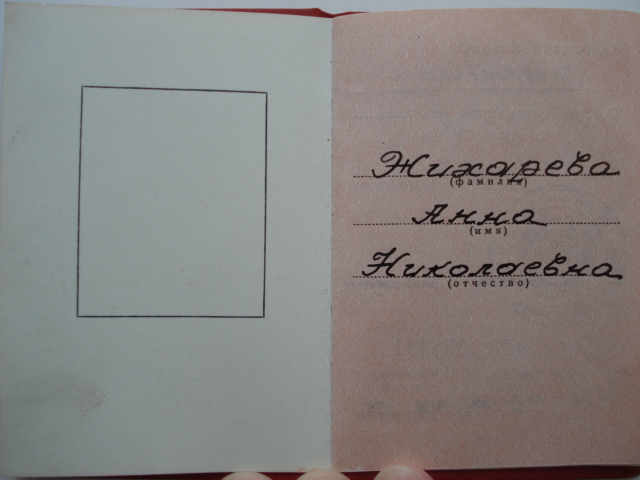 Жихарева
(фамилия)
Анна
(имя)
Николаевна
(отчество)